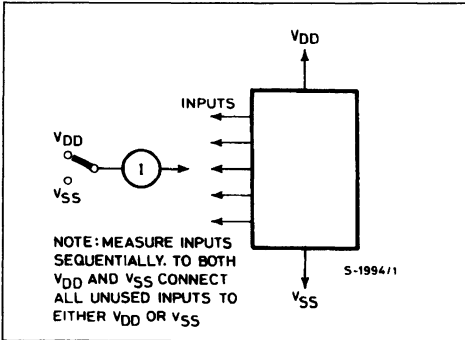 VDD
INPUTS
VDD
I
VSS
NOTE: MEASURE INPUTS
SEQUENTIALLY. TO BOTH
VDD AND VSS CONNECT
ALL UNUSED INPUTS TO
EITHER VDD OR VSS
S-1994/1
VSS